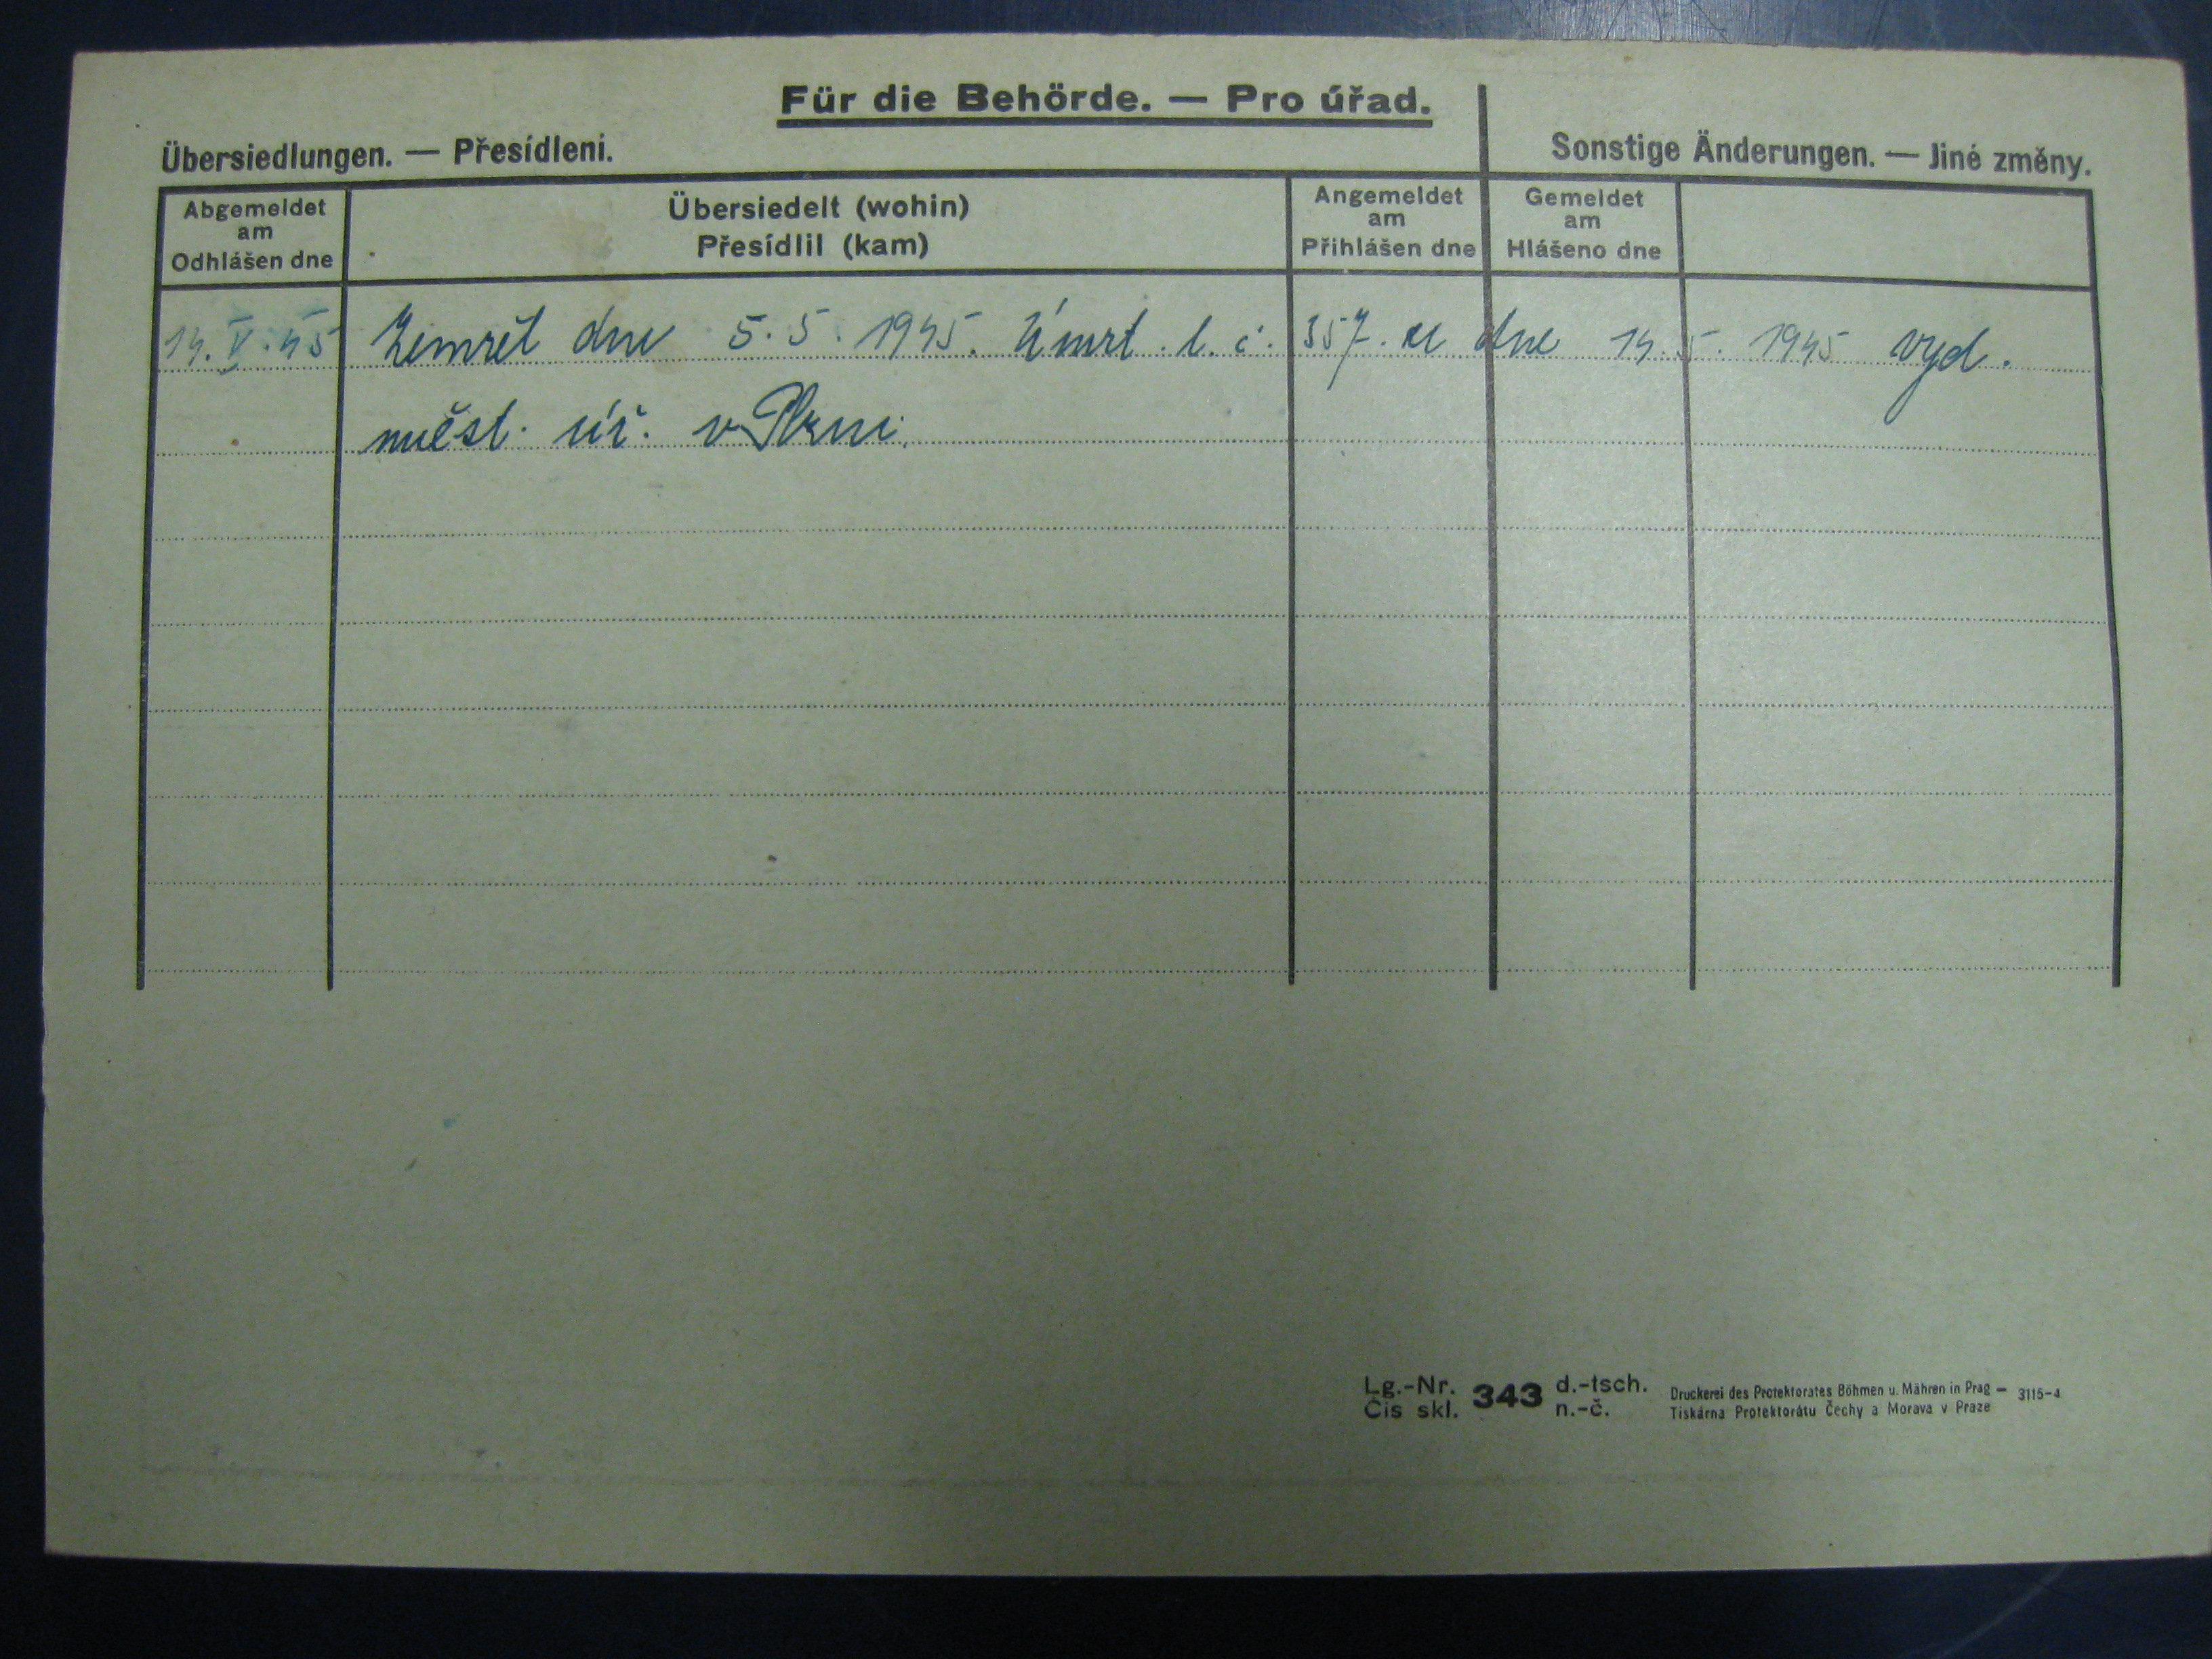 Für die Behörde. — Pro úřad.
Übersiedlungen. — Přesídleni.
Sonstige Änderungen. — Jiné změny.
Abgemeldet
am
Odhlášen dne
Übersiedelt (wohin)
Přesídlil (kam)
Angemeldet
am
Přihlášen dne
Gemeldet
am
Hlášeno dne
14. V. 45 Zemřel dne 5. 5. 1945. Úmrt. l. č. 357. ze dne 14. 5. 1945 vyd.
měst. úř. v Plzni.
Lg.-Nr. 343 d.-tsch. Druckerei des Protektorates Böhmen u. Mähren in Prag — 3115-4
Čis skl. n.-č. Tiskárna Protektorátu Čechy a Morava v Praze